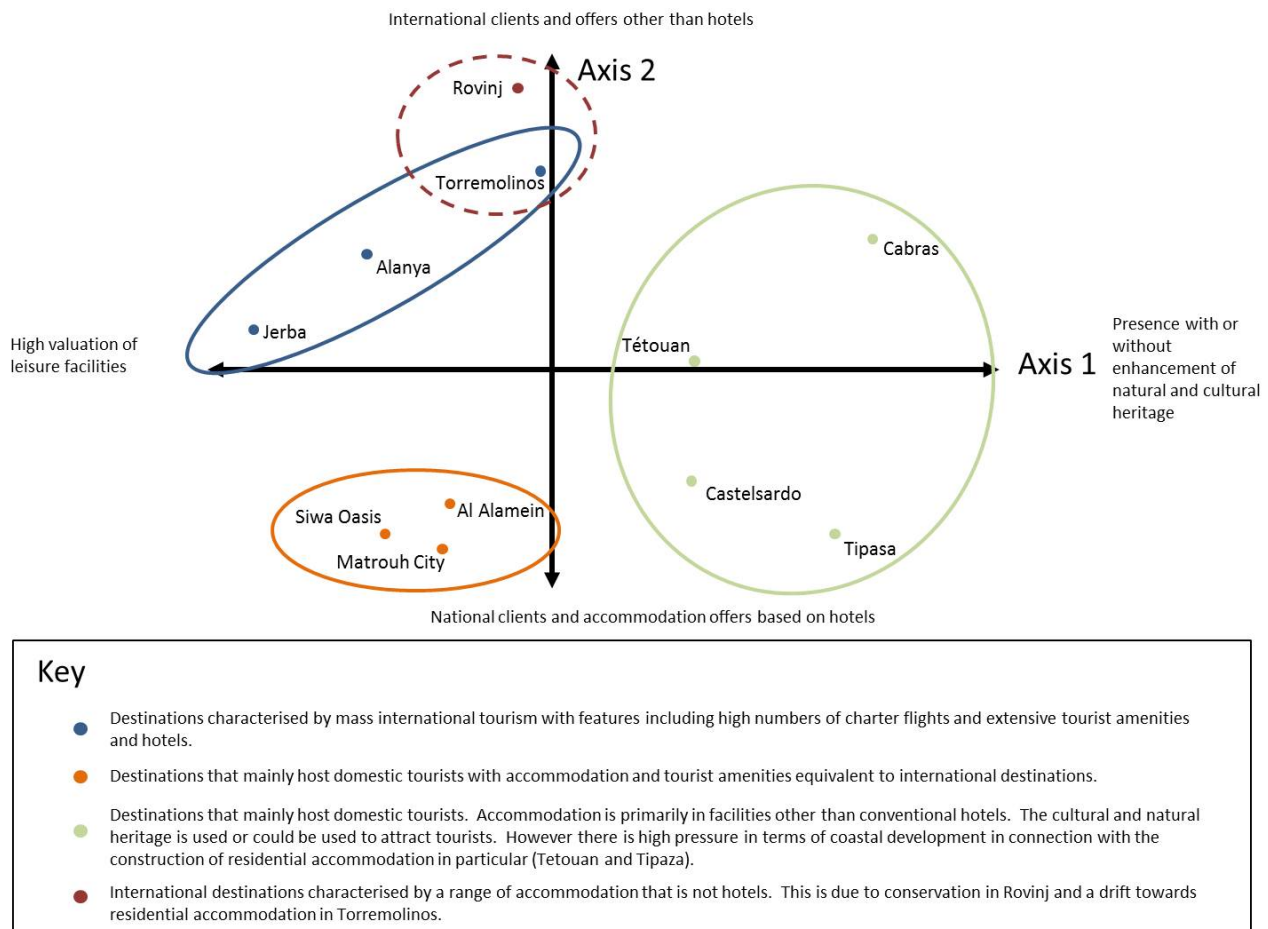 International clients and offers other than hotels
Axis 2
Rovinj
Torremolinos
Alanya
Jerba
Cabras
Tétouan
High valuation of
leisure facilities
Axis 1
Presence with or
without
enhancement of
natural and cultural
heritage
Siwa Oasis
Al Alamein
Matrouh City
Castelsardo
Tipasa
National clients and accommodation offers based on hotels
Key
Destinations characterised by mass international tourism with features including high numbers of charter flights and extensive tourist amenities
and hotels.
Destinations that mainly host domestic tourists with accommodation and tourist amenities equivalent to international destinations.
Destinations that mainly host domestic tourists.  Accommodation is primarily in facilities other than conventional hotels.  The cultural and natural
heritage is used or could be used to attract tourists.  However there is high pressure in terms of coastal development in connection with the
construction of residential accommodation in particular (Tetouan and Tipaza).
International destinations characterised by a range of accommodation that is not hotels.  This is due to conservation in Rovinj and a drift towards
residential accommodation in Torremolinos.